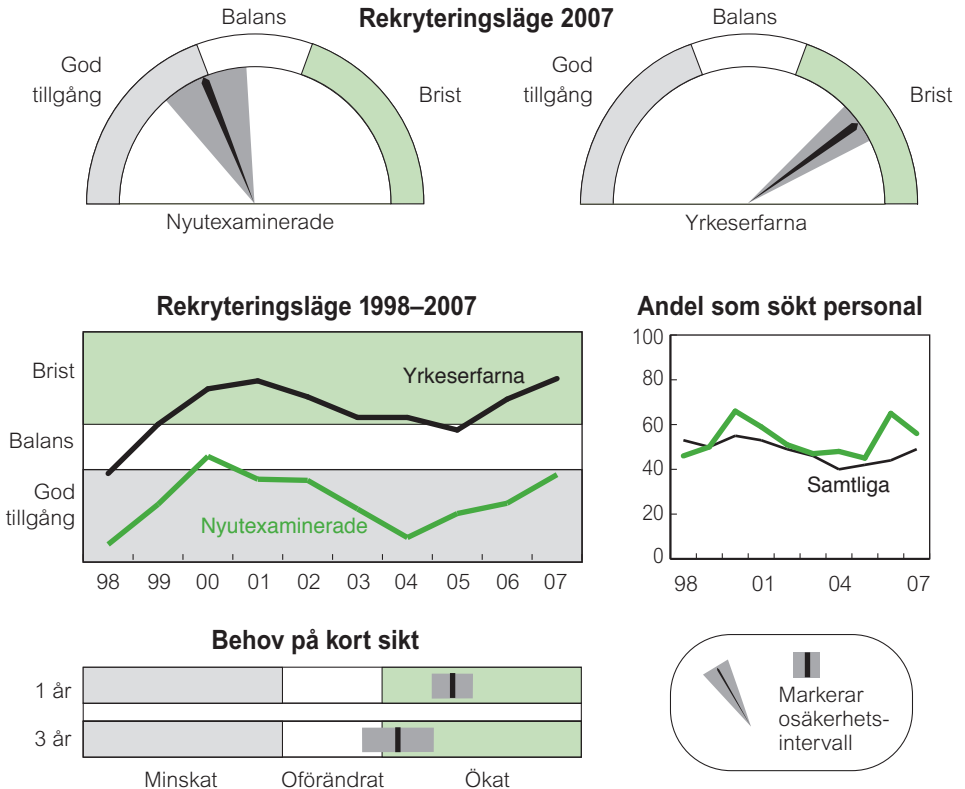 Rekryteringsläge 2007
Balans
God
tillgång
Brist
Nyutexaminerade
Balans
God
tillgång
Brist
Yrkeserfarna
Rekryteringsläge 1998–2007
Brist
Balans
God
tillgång
Yrkeserfarna
Nyutexaminerade
98 99 00 01 02 03 04 05 06 07
Andel som sökt personal
100
80
60
40
20
0
Samtliga
98 01 04 07
Behov på kort sikt
1 år
3 år
Minskat Oförändrat Ökat
Markerar
osäkerhets-
intervall